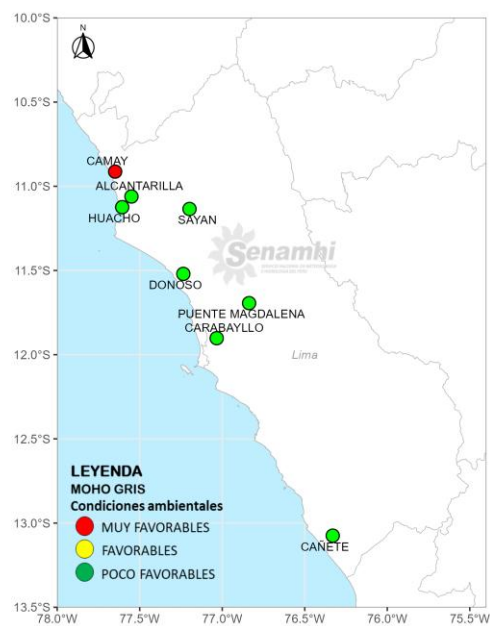 10.0°S
N
10.5°S
CAMAY
11.0°S
ALCANTARILLA
HUACHO
SAYAN
Senamhi
11.5°S
DONOSO
PUENTE MAGDALENA
CARABAYLLO
12.0°S
Lima
12.5°S
LEYENDA
MOHO GRIS
Condiciones ambientales
MUY FAVORABLES
FAVORABLES
POCO FAVORABLES
13.0°S
CAÑETE
13.5°S
78.0°W 77.5°W 77.0°W 76.5°W 76.0°W 75.5°W